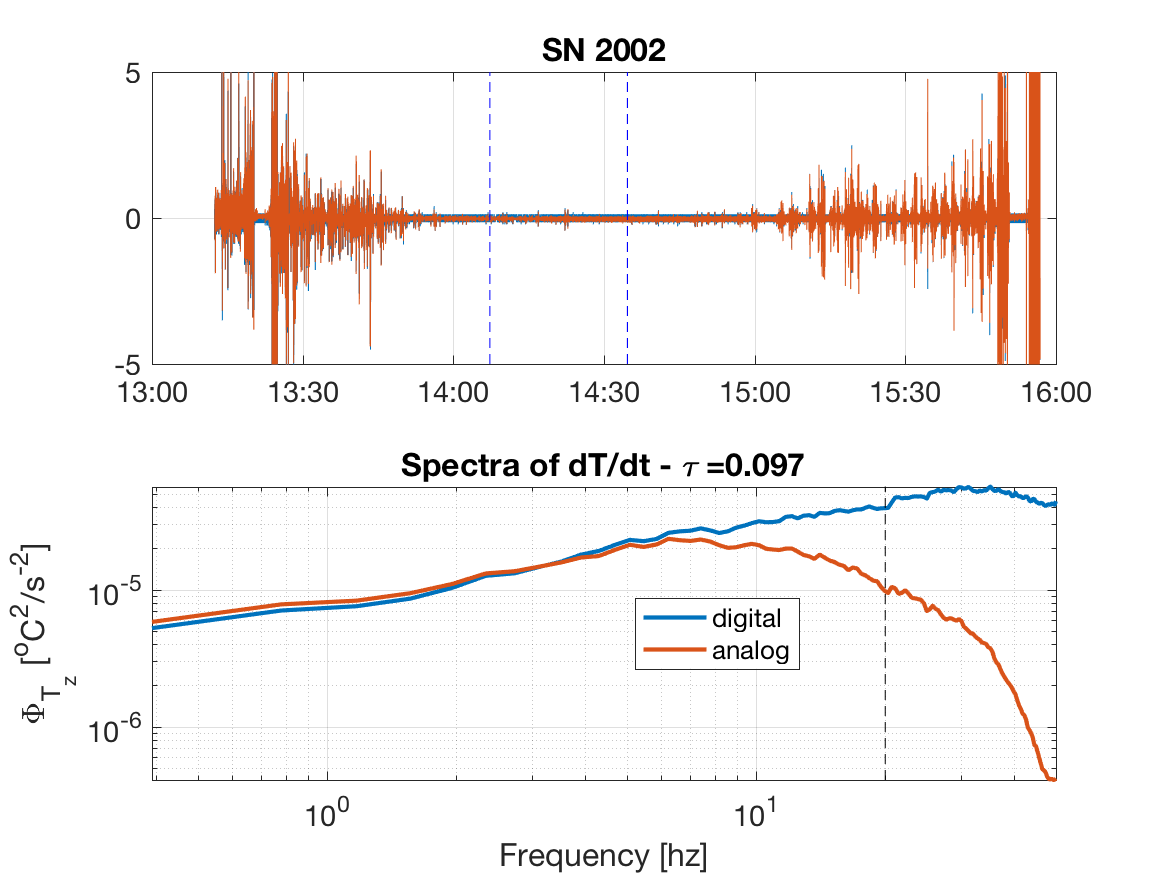 SN 2002
5
0
-5
13:00 13:30 14:00 14:30 15:00 15:30 16:00
Spectra of dT/dt - τ =0.097
Φ_{T_z} [°C²/s⁻²]
10⁻⁵
10⁻⁶
digital
analog
10⁰ 10¹
Frequency [hz]